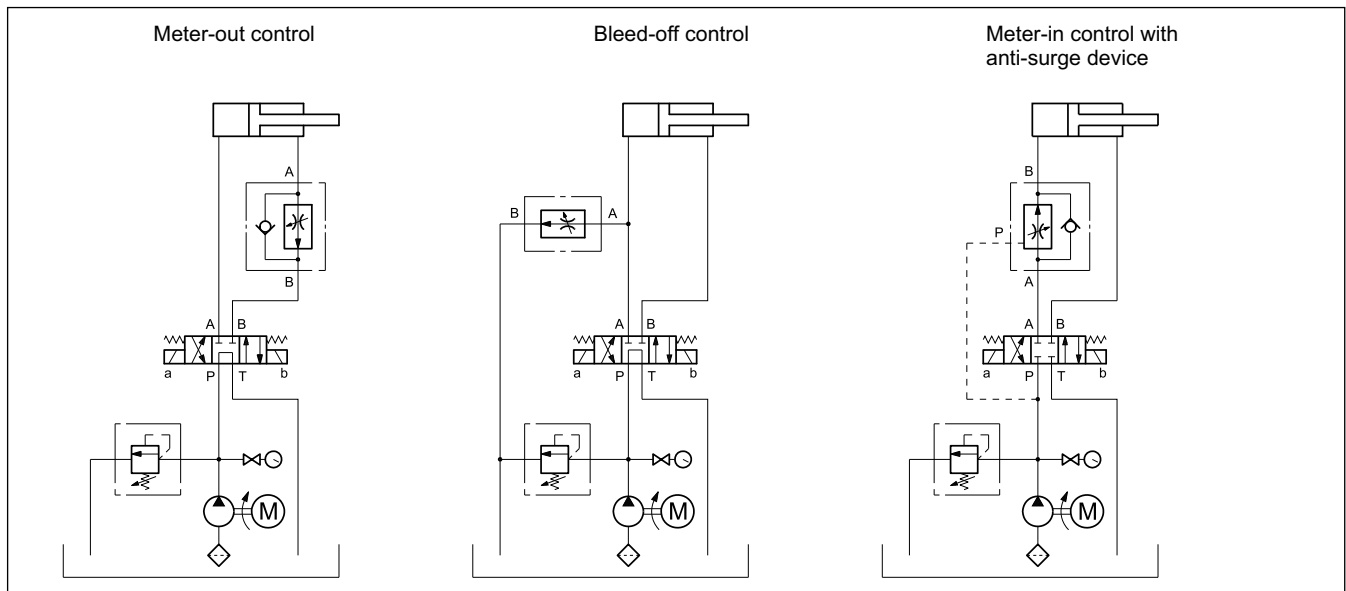 Meter-out control
Bleed-off control
Meter-in control with
anti-surge device
A
B
A B
a P T b
M
B A
A B
a P T b
M
B
P
A
A B
a P T b
M